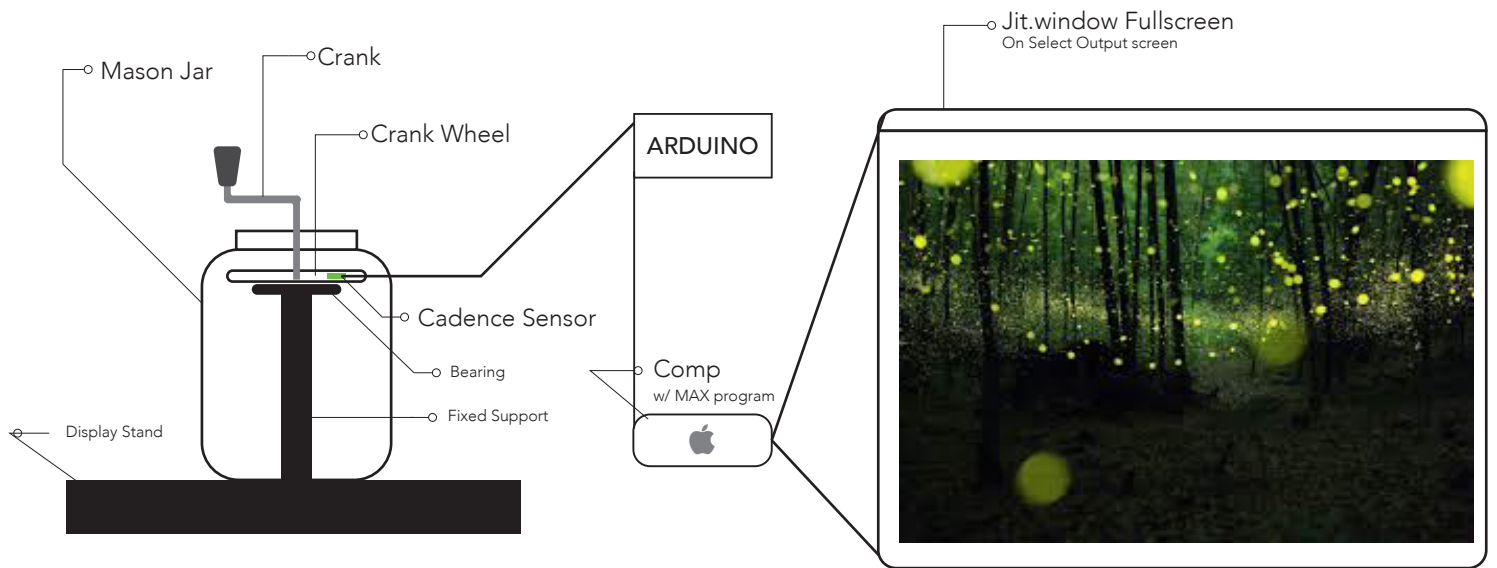 Jit.window Fullscreen
On Select Output screen
Crank
Mason Jar
Crank Wheel
ARDUINO
Cadence Sensor
Bearing
Comp
w/ MAX program
Fixed Support
Display Stand